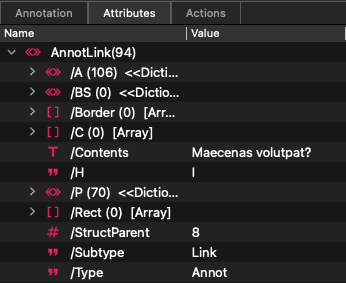 Annotation Attributes Actions
Name Value
AnnotLink(94)
/A (106) <<Dicti...
/BS (0) <<Dictio...
/Border (0) [Arr...
/C (0) [Array]
/Contents Maecenas volutpat?
/H I
/P (70) <<Dictio...
/Rect (0) [Array]
/StructParent 8
/Subtype Link
/Type Annot